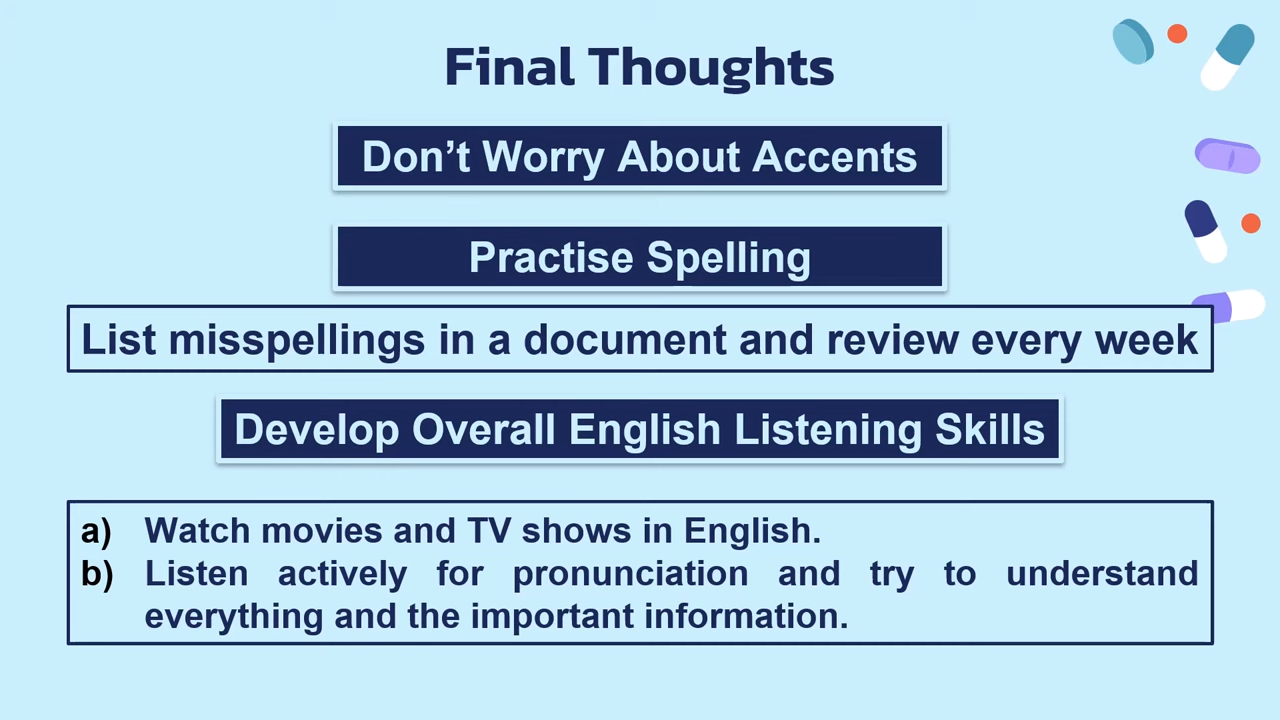 Final Thoughts
Don’t Worry About Accents
Practise Spelling
List misspellings in a document and review every week
Develop Overall English Listening Skills
a) Watch movies and TV shows in English.
b) Listen actively for pronunciation and try to understand
everything and the important information.